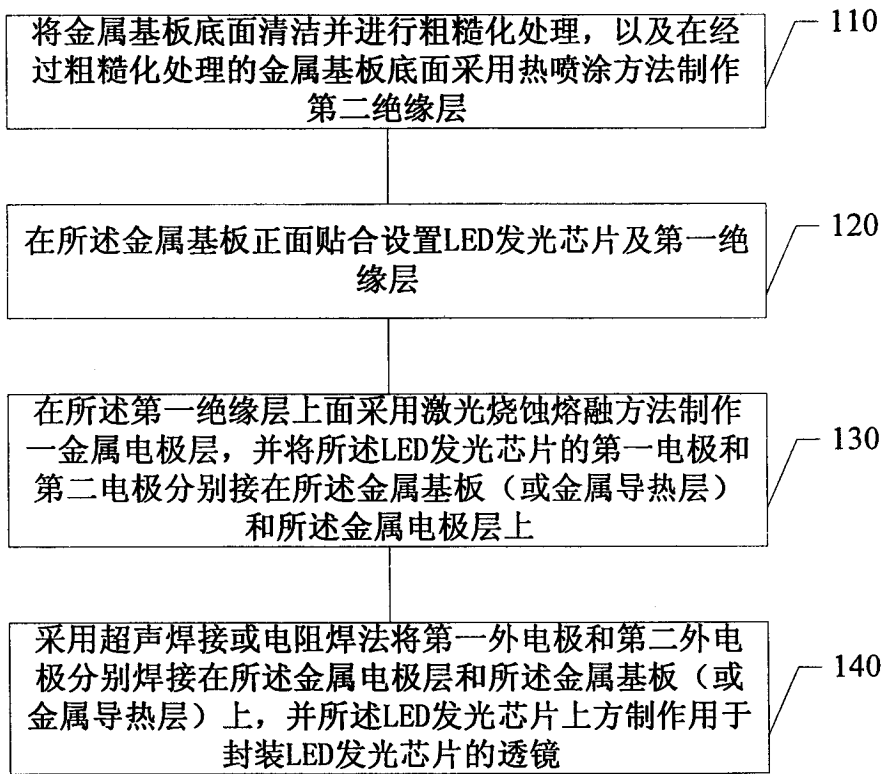 将金属基板底面清洁并进行粗糙化处理，以及在经
过粗糙化处理的金属基板底面采用热喷涂方法制作
第二绝缘层
110
在所述金属基板正面贴合设置LED发光芯片及第一绝
缘层
120
在所述第一绝缘层上面采用激光烧蚀熔融方法制作
一金属电极层，并将所述LED发光芯片的第一电极和
第二电极分别接在所述金属基板（或金属导热层）
和所述金属电极层上
130
采用超声焊接或电阻焊法将第一外电极和第二外电
极分别焊接在所述金属电极层和所述金属基板（或
金属导热层）上，并所述LED发光芯片上方制作用于
封装LED发光芯片的透镜
140